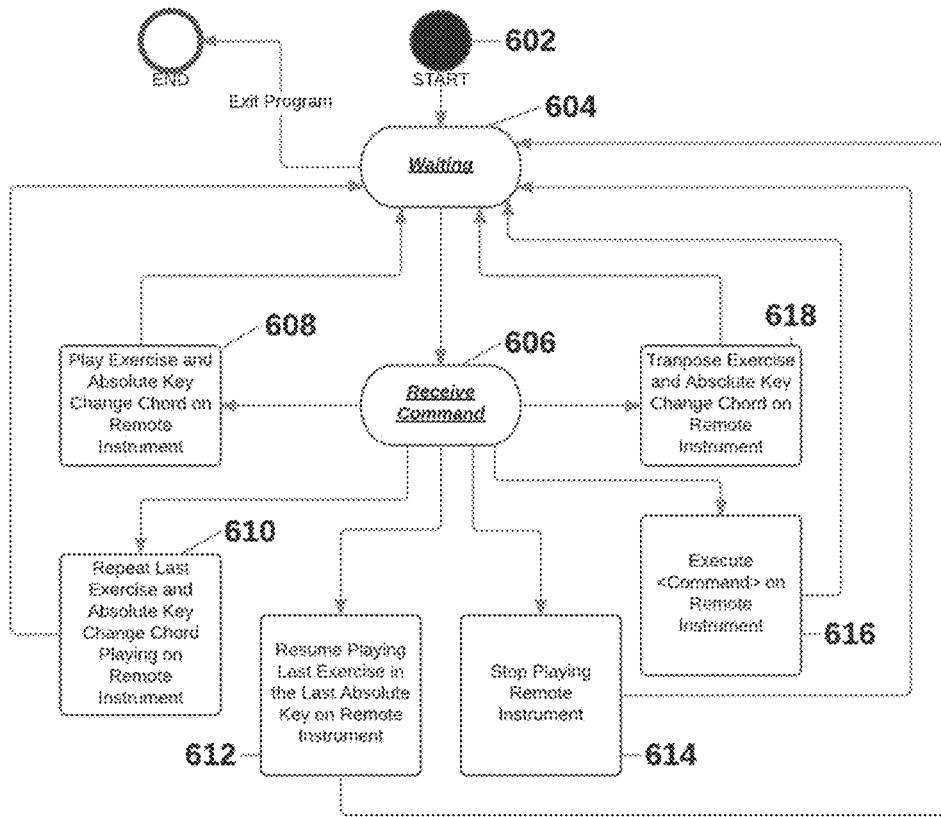 602
END
START
Exit Program
604
Waiting
608
618
606
Play Exercise and
Absolute Key
Change Chord on
Remote
Instrument
Receive
Command
Tranpose Exercise
and Absolute Key
Change Chord on
Remote
Instrument
610
Repeat Last
Exercise and
Absolute Key
Change Chord
Playing on
Remote
Instrument
Execute
<Command> on
Remote
Instrument
616
Resume Playing
Last Exercise in
the Last Absolute
Key on Remote
Instrument
Stop Playing
Remote
Instrument
612
614